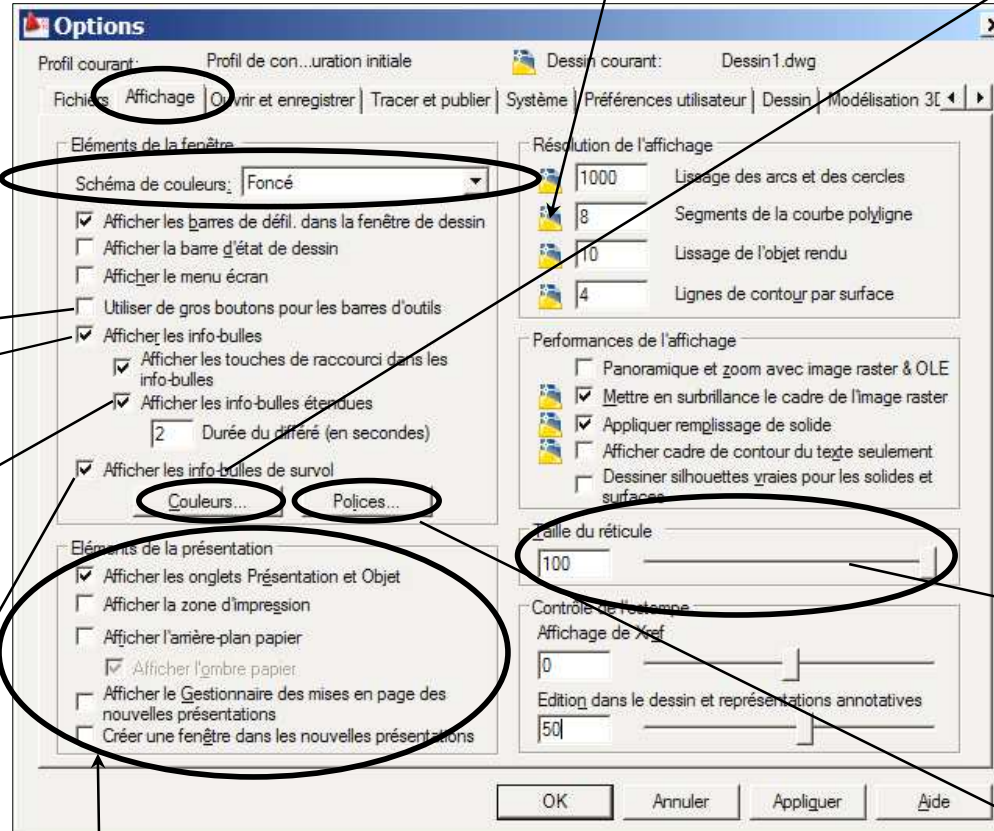 Options
Profil courant: Profil de con...uration initiale Dessin courant: Dessin1.dwg
Fichiers Affichage Ouvrir et enregistrer Tracer et publier Système Préférences utilisateur Dessin Modélisation 3D
Eléments de la fenêtre
Schéma de couleurs: Foncé
Afficher les barres de défil. dans la fenêtre de dessin
Afficher la barre d'état de dessin
Afficher le menu écran
Utiliser de gros boutons pour les barres d'outils
Afficher les info-bulles
Afficher les touches de raccourci dans les
info-bulles
Afficher les info-bulles étendues
2 Durée du différé (en secondes)
Afficher les info-bulles de survol
Couleurs... Polices...
Eléments de la présentation
Afficher les onglets Présentation et Objet
Afficher la zone d'impression
Afficher l'arrière-plan papier
Afficher l'ombre papier
Afficher le Gestionnaire des mises en page des
nouvelles présentations
Créer une fenêtre dans les nouvelles présentations
Résolution de l'affichage
1000 Lissage des arcs et des cercles
8 Segments de la courbe polyligne
10 Lissage de l'objet rendu
4 Lignes de contour par surface
Performances de l'affichage
Panoramique et zoom avec image raster & OLE
Mettre en surbrillance le cadre de l'image raster
Appliquer remplissage de solide
Afficher cadre de contour du texte seulement
Dessiner silhouettes vraies pour les solides et
surfaces
Taille du réticule
100
Contrôle de l'estompe
Affichage de Xref
0
Edition dans le dessin et représentations annotatives
50
OK Annuler Appliquer Aide